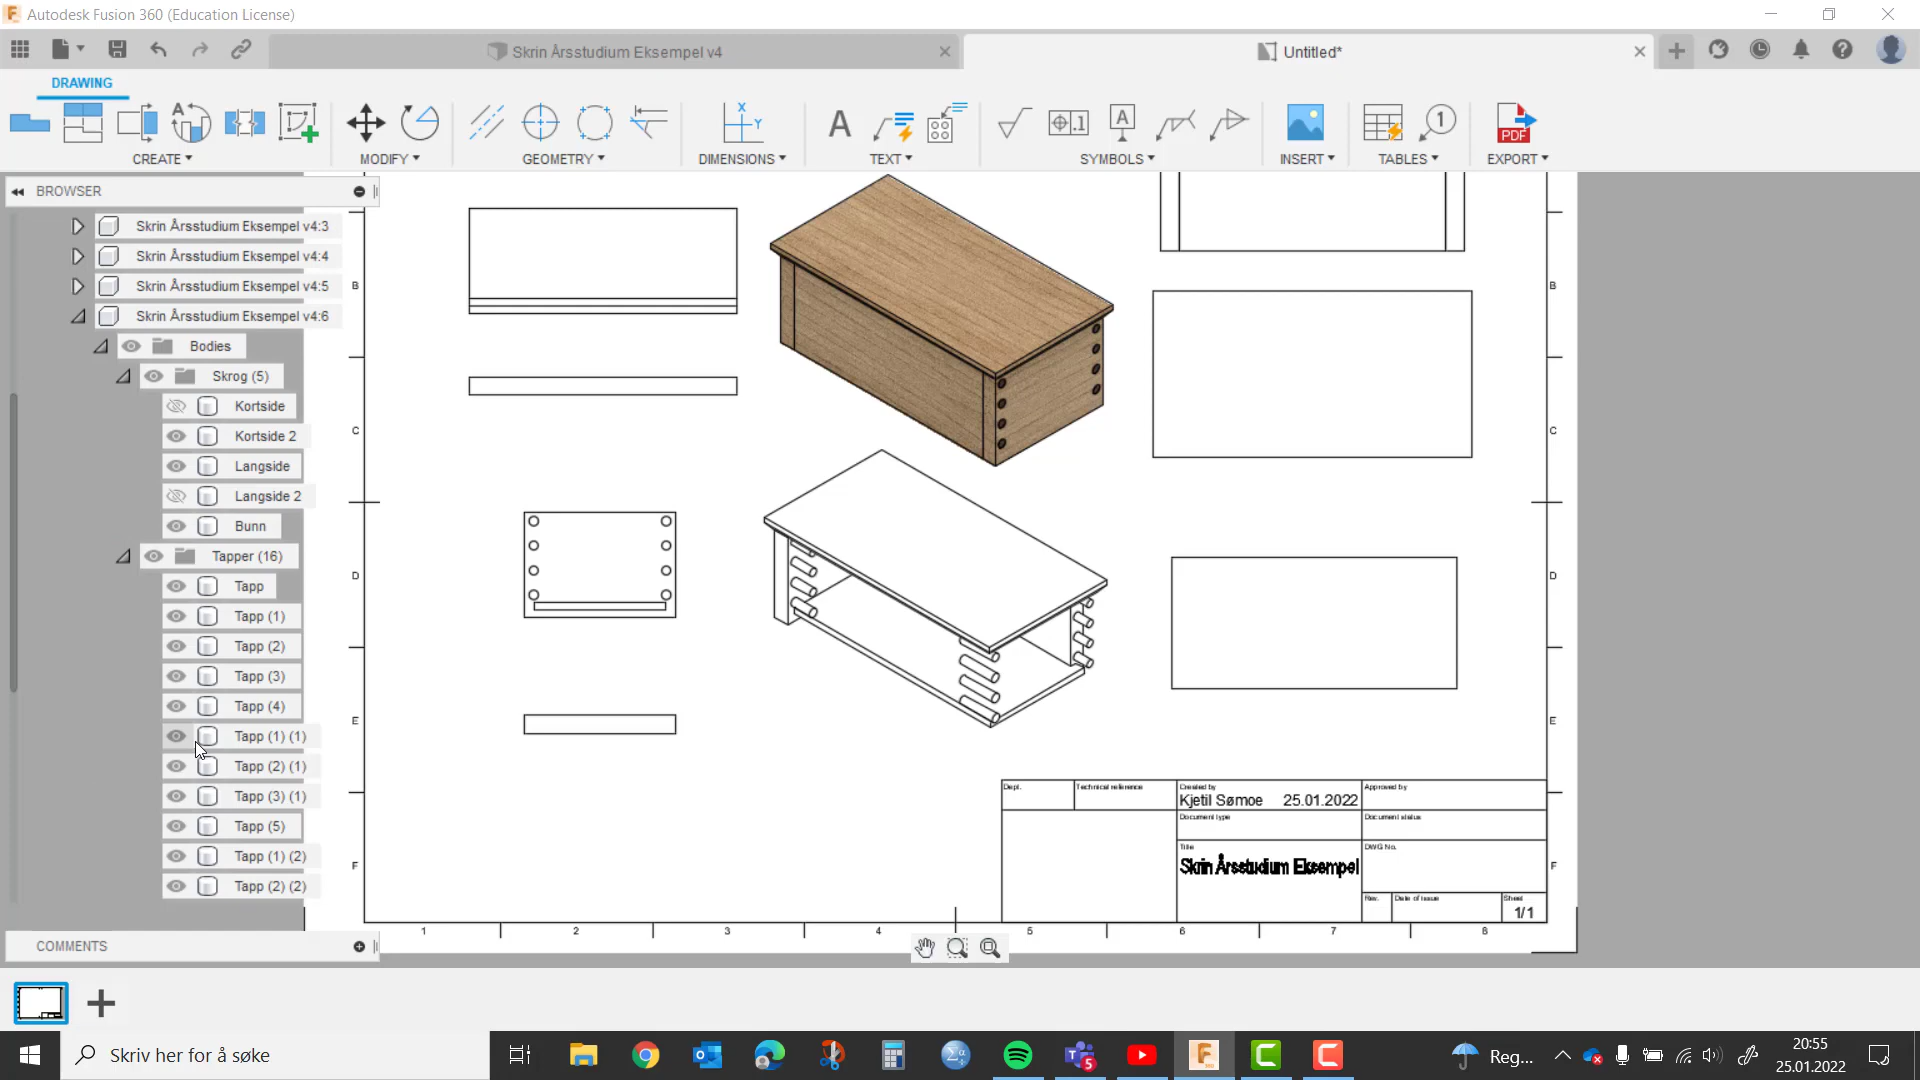 Autodesk Fusion 360 (Education License)
Skrin Årsstudium Eksempel v4
Untitled*
DRAWING
CREATE
MODIFY
GEOMETRY
DIMENSIONS
TEXT
SYMBOLS
INSERT
TABLES
EXPORT
BROWSER
Skrin Årsstudium Eksempel v4:3
Skrin Årsstudium Eksempel v4:4
Skrin Årsstudium Eksempel v4:5
Skrin Årsstudium Eksempel v4:6
Bodies
Skrog (5)
Kortside
Kortside 2
Langside
Langside 2
Bunn
Tapper (16)
Tapp
Tapp (1)
Tapp (2)
Tapp (3)
Tapp (4)
Tapp (1) (1)
Tapp (2) (1)
Tapp (3) (1)
Tapp (5)
Tapp (1) (2)
Tapp (2) (2)
COMMENTS
B
C
D
E
F
B
C
D
E
F
Dept.
Technical reference
Created by
Kjetil Sømoe 25.01.2022
Approved by
Document type
Document status
Title
Skrin Årsstudium Eksempel
DWG No.
Rev.
Date of issue
Sheet
1/1
1 2 3 4 5 6 7 8
Skriv her for å søke
Reg...
20:55
25.01.2022